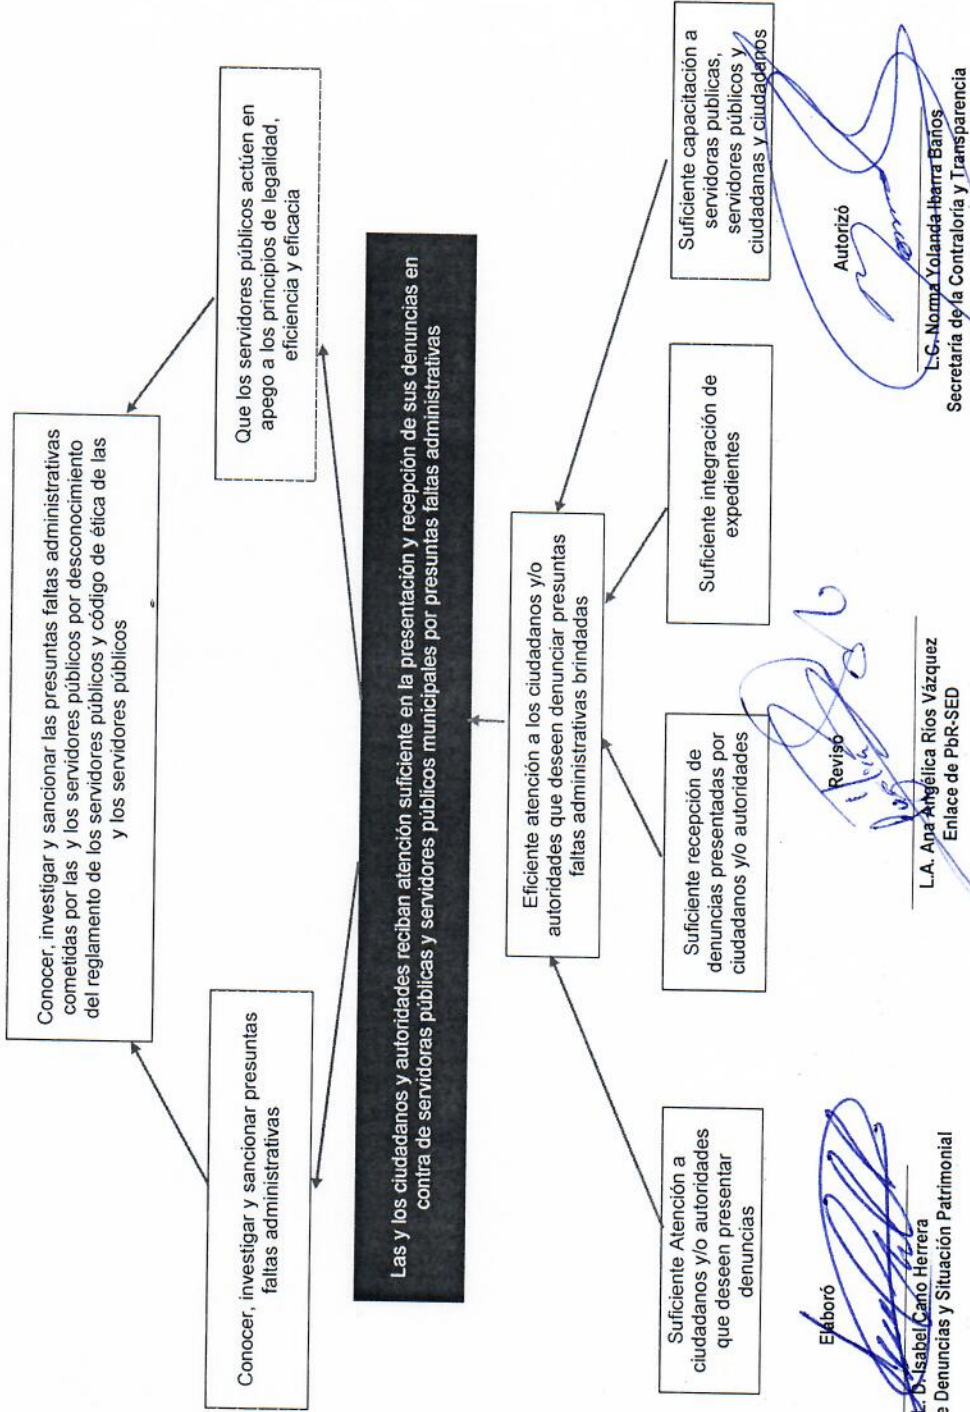 Conocer, investigar y sancionar las presuntas faltas administrativas
cometidas por las y los servidores públicos por desconocimiento
del reglamento de los servidores públicos y código de ética de las
y los servidores públicos
Conocer, investigar y sancionar presuntas
faltas administrativas
Que los servidores públicos actúen en
apego a los principios de legalidad,
eficiencia y eficacia
Las y los ciudadanos y autoridades reciban atención suficiente en la presentación y recepción de sus denuncias en
contra de servidoras públicas y servidores públicos municipales por presuntas faltas administrativas
Eficiente atención a los ciudadanos y/o
autoridades que deseen denunciar presuntas
faltas administrativas brindadas
Suficiente Atención a
ciudadanos y/o autoridades
que deseen presentar
denuncias
Suficiente recepción de
denuncias presentadas por
ciudadanos y/o autoridades
Suficiente integración de
expedientes
Suficiente capacitación a
servidoras publicas,
servidores públicos y
ciudadanas y ciudadanos
Elaboró
L. D. Isabel Cano Herrera
e Denuncias y Situación Patrimonial
Revisó
L.A. Ana Angélica Rios Vázquez
Enlace de PbR-SED
Autorizó
L.C. Norma Yolanda Ibarra Baños
Secretaría de la Contraloría y Transparencia